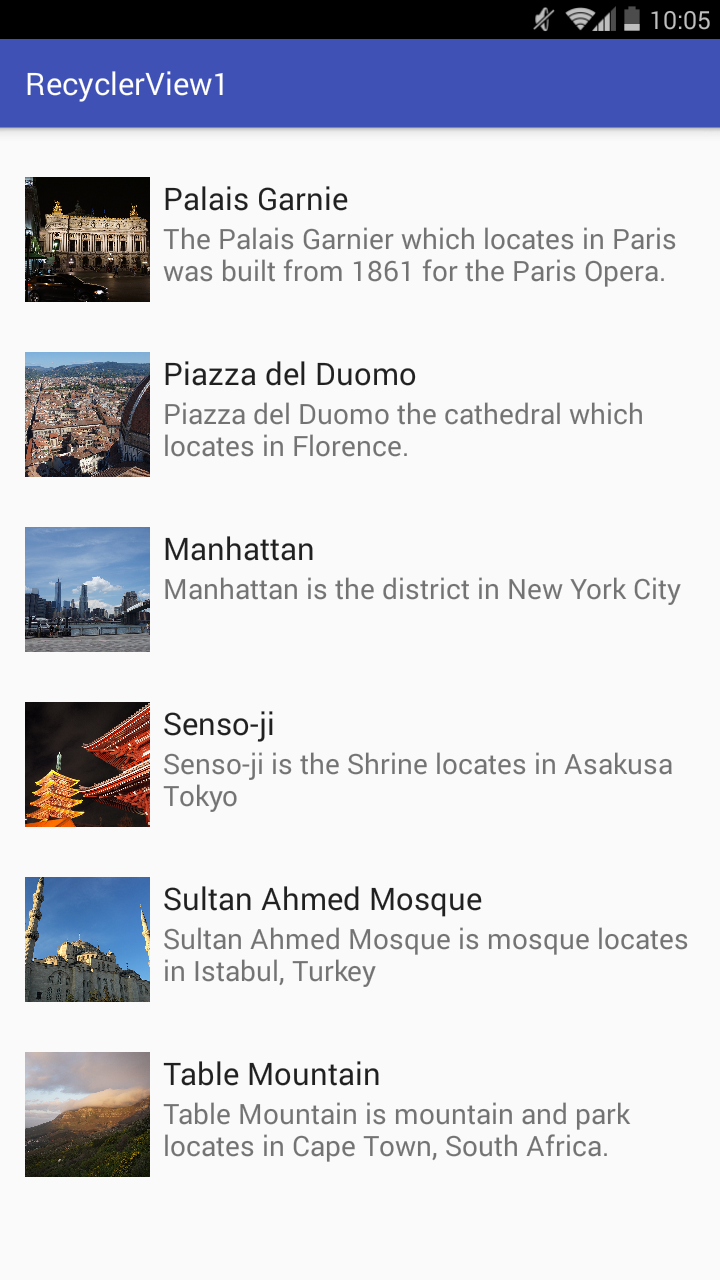 10:05
RecyclerView1
Palais Garnie
The Palais Garnier which locates in Paris
was built from 1861 for the Paris Opera.
Piazza del Duomo
Piazza del Duomo the cathedral which
locates in Florence.
Manhattan
Manhattan is the district in New York City
Senso-ji
Senso-ji is the Shrine locates in Asakusa
Tokyo
Sultan Ahmed Mosque
Sultan Ahmed Mosque is mosque locates
in Istabul, Turkey
Table Mountain
Table Mountain is mountain and park
locates in Cape Town, South Africa.